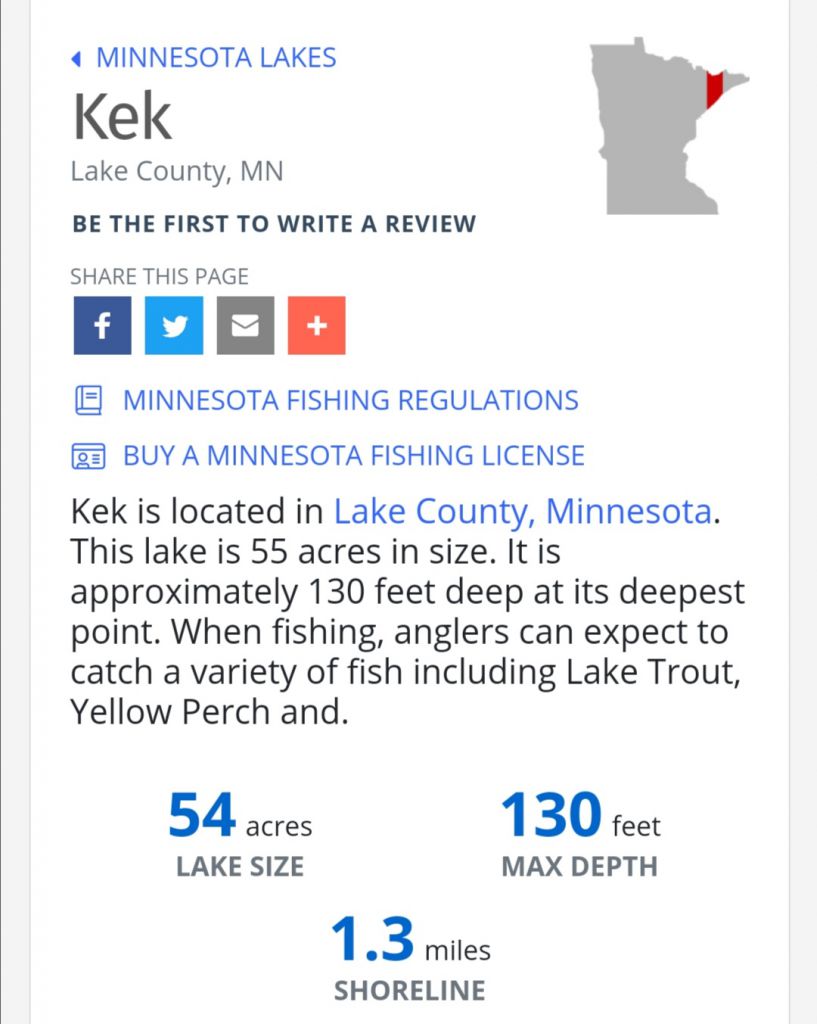 MINNESOTA LAKES
Kek
Lake County, MN
BE THE FIRST TO WRITE A REVIEW
SHARE THIS PAGE
MINNESOTA FISHING REGULATIONS
BUY A MINNESOTA FISHING LICENSE
Kek is located in Lake County, Minnesota.
This lake is 55 acres in size. It is
approximately 130 feet deep at its deepest
point. When fishing, anglers can expect to
catch a variety of fish including Lake Trout,
Yellow Perch and.
54 acres
LAKE SIZE
130 feet
MAX DEPTH
1.3 miles
SHORELINE